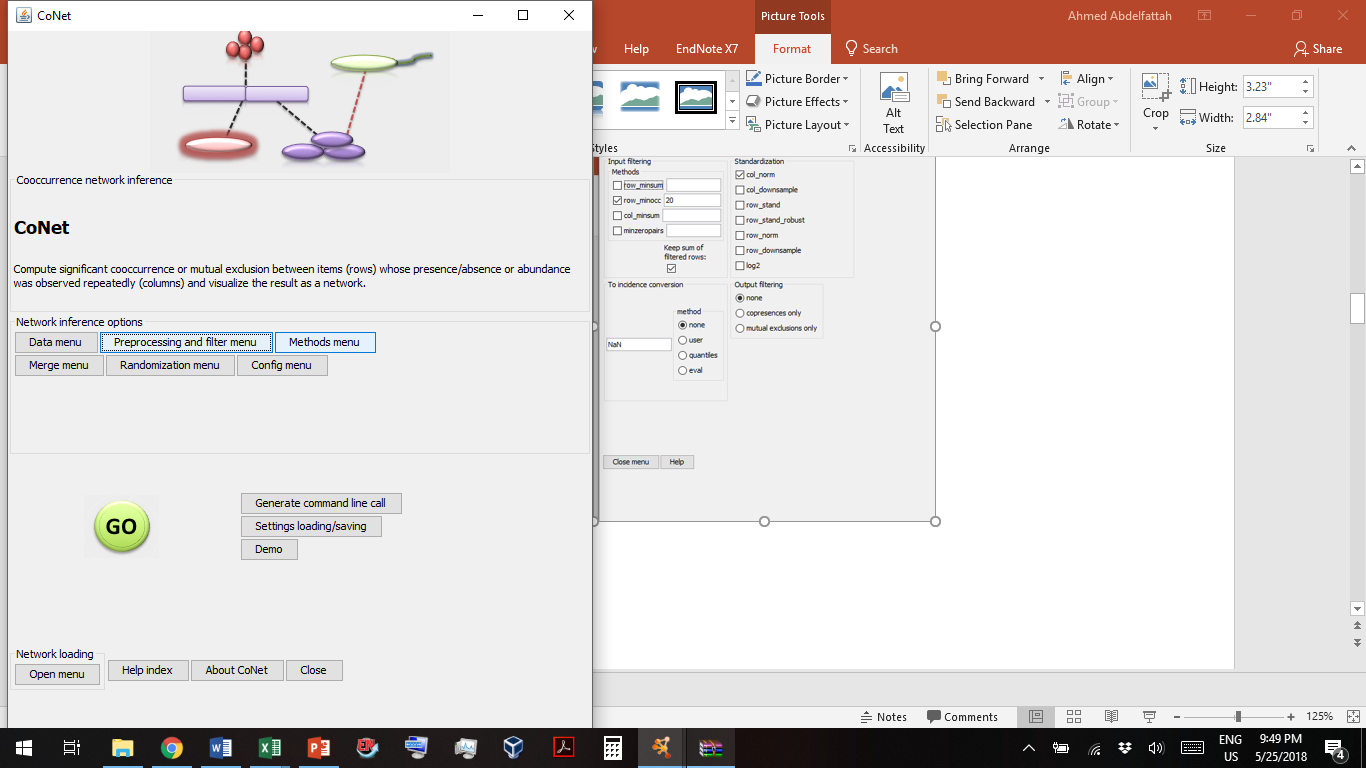 CoNet
Picture Tools
Ahmed Abdelfattah
Help
EndNote X7
Format
Search
Share
Picture Border
Picture Effects
Picture Layout
Alt
Text
Bring Forward
Send Backward
Selection Pane
Align
Group
Rotate
Crop
Height:
3.23"
Width:
2.84"
Styles
Accessibility
Arrange
Size
Cooccurrence network inference
CoNet
Compute significant cooccurrence or mutual exclusion between items (rows) whose presence/absence or abundance
was observed repeatedly (columns) and visualize the result as a network.
Network inference options
Data menu
Preprocessing and filter menu
Methods menu
Merge menu
Randomization menu
Config menu
GO
Generate command line call
Settings loading/saving
Demo
Network loading
Open menu
Help index
About CoNet
Close
Input filtering
Methods
row_minsum
row_minocc
20
col_minsum
minzeropairs
Keep sum of
filtered rows:
Standardization
col_norm
col_downsample
row_stand
row_stand_robust
row_norm
row_downsample
log2
To incidence conversion
method
none
NaN
user
quantiles
eval
Output filtering
none
copresences only
mutual exclusions only
Close menu
Help
Notes
Comments
125%
ENG
US
9:49 PM
5/25/2018
4